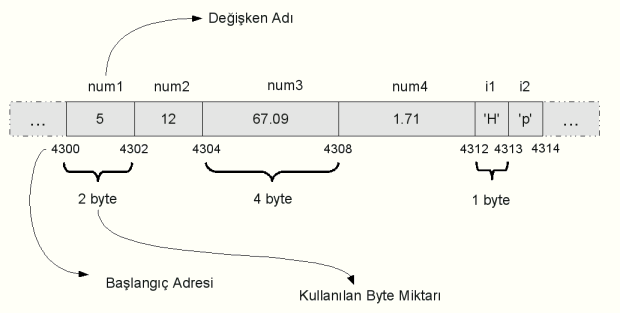 Değişken Adı
num1 num2 num3 num4 i1 i2
... 5 12 67.09 1.71 'H' 'p' ...
4300 4302 4304 4308 4312 4313 4314
2 byte 4 byte 1 byte
Başlangıç Adresi
Kullanılan Byte Miktarı